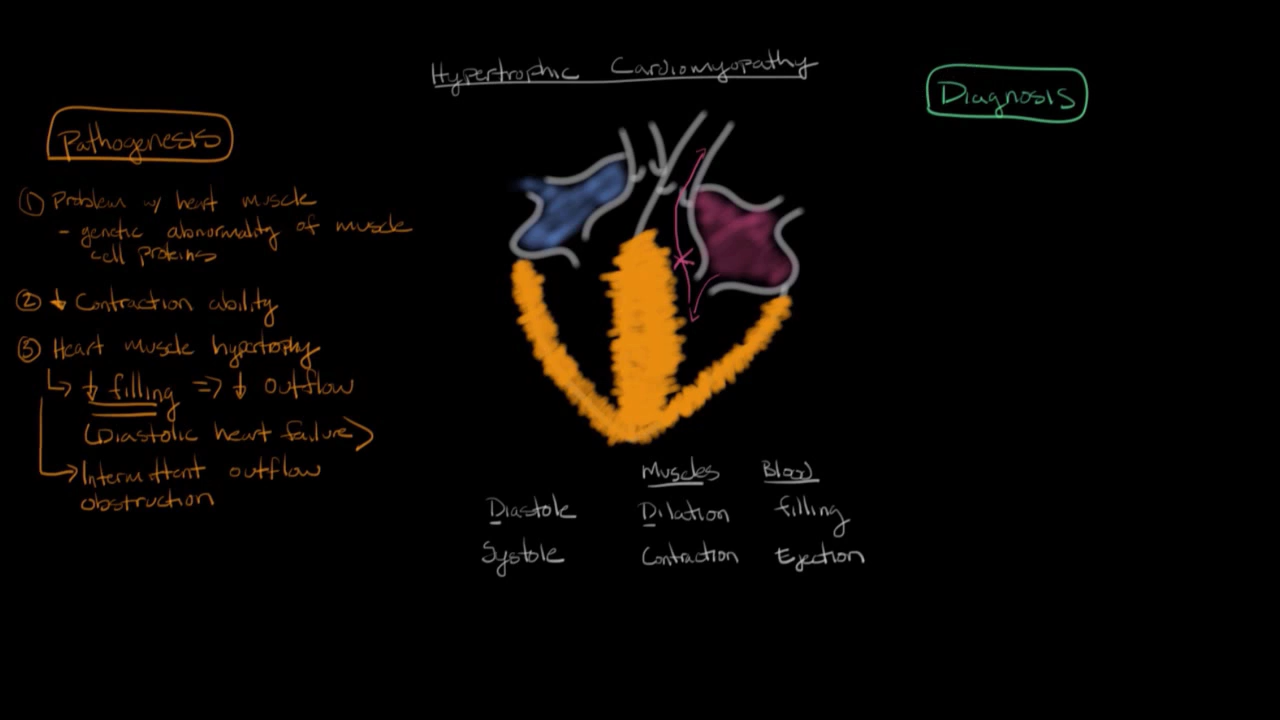 Hypertrophic Cardiomyopathy
Diagnosis
Pathogenesis
① Problem w/ heart muscle
- genetic abnormality of muscle
cell proteins
② ↓ Contraction ability
③ Heart muscle hypertrophy
↳ ↓ filling => ↓ outflow
(Diastolic heart failure)
→ Intermittent outflow
obstruction
Muscles Blood
Diastole Dilation filling
Systole Contraction Ejection